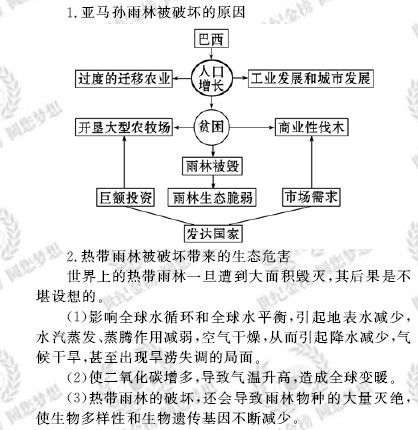 1.亚马孙雨林被破坏的原因
巴西
过度的迁移农业
人口
增长
工业发展和城市发展
开垦大型农牧场
贫困
商业性伐木
雨林被毁
巨额投资
雨林生态脆弱
市场需求
发达国家
2.热带雨林被破坏带来的生态危害
世界上的热带雨林一旦遭到大面积毁灭,其后果是不
堪设想的。
(1)影响全球水循环和全球水平衡,引起地表水减少,
水汽蒸发、蒸腾作用减弱,空气干燥,从而引起降水减少,气
候干旱,甚至出现旱涝失调的局面。
(2)使二氧化碳增多,导致气温升高,造成全球变暖。
(3)热带雨林的破坏,还会导致雨林物种的大量灭绝,
使生物多样性和生物遗传基因不断减少。